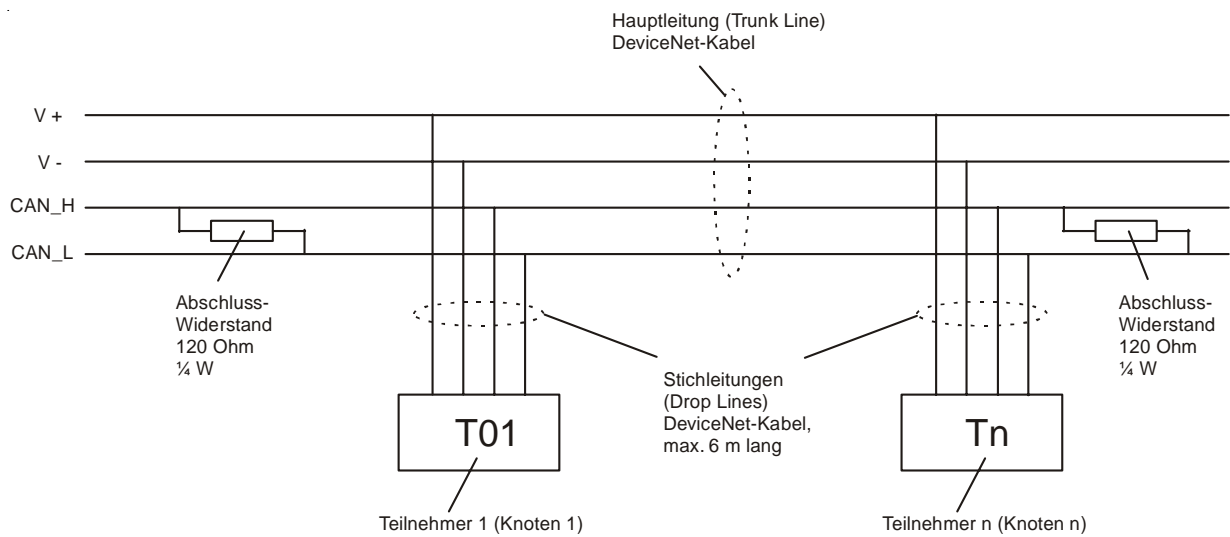 Hauptleitung (Trunk Line)
DeviceNet-Kabel
V +
V -
CAN_H
CAN_L
Abschluss-
Widerstand
120 Ohm
¼ W
Abschluss-
Widerstand
120 Ohm
¼ W
Stichleitungen
(Drop Lines)
DeviceNet-Kabel,
max. 6 m lang
T01
Tn
Teilnehmer 1 (Knoten 1)
Teilnehmer n (Knoten n)